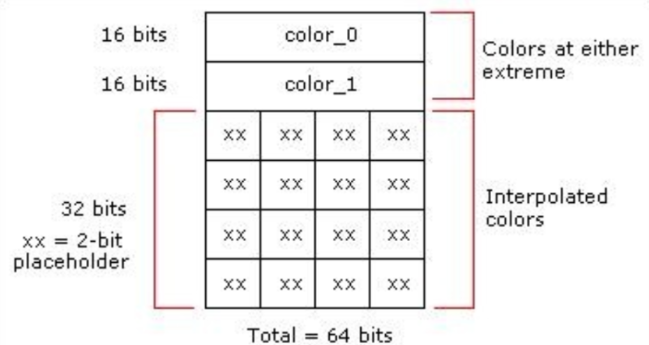 16 bits
color_0
Colors at either
extreme
16 bits
color_1
xx xx xx xx
xx xx xx xx
xx xx xx xx
xx xx xx xx
32 bits
xx = 2-bit
placeholder
Interpolated
colors
Total = 64 bits